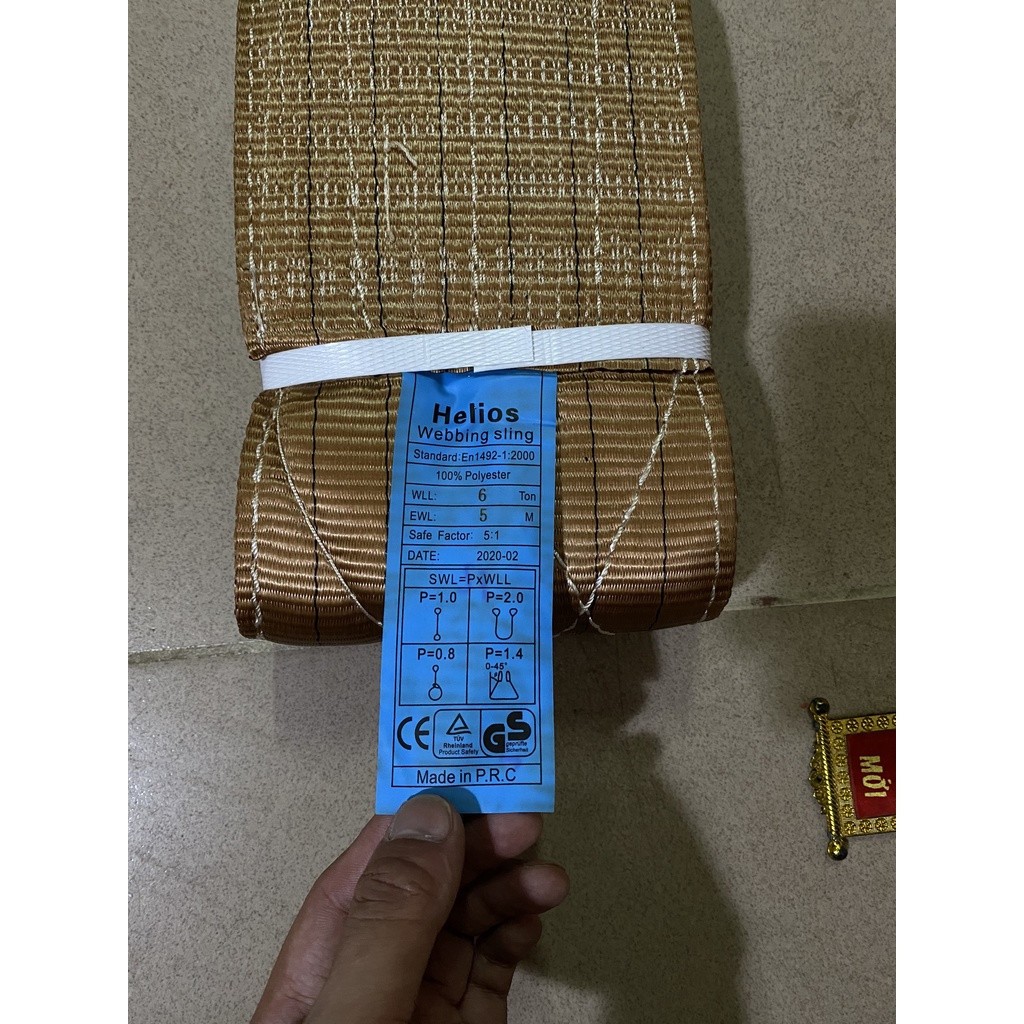 Helios
Webbing sling
Standard:En1492-1:2000
100% Polyester
WLL: 6 Ton
EWL: 5 M
Safe Factor: 5:1
DATE: 2020-02
SWL=PxWLL
P=1.0 P=2.0
P=0.8 P=1.4
0-45°
CE
TÜV
Rheinland
Product Safety
GS
geprüfte
Sicherheit
Made in P.R.C
MỚI